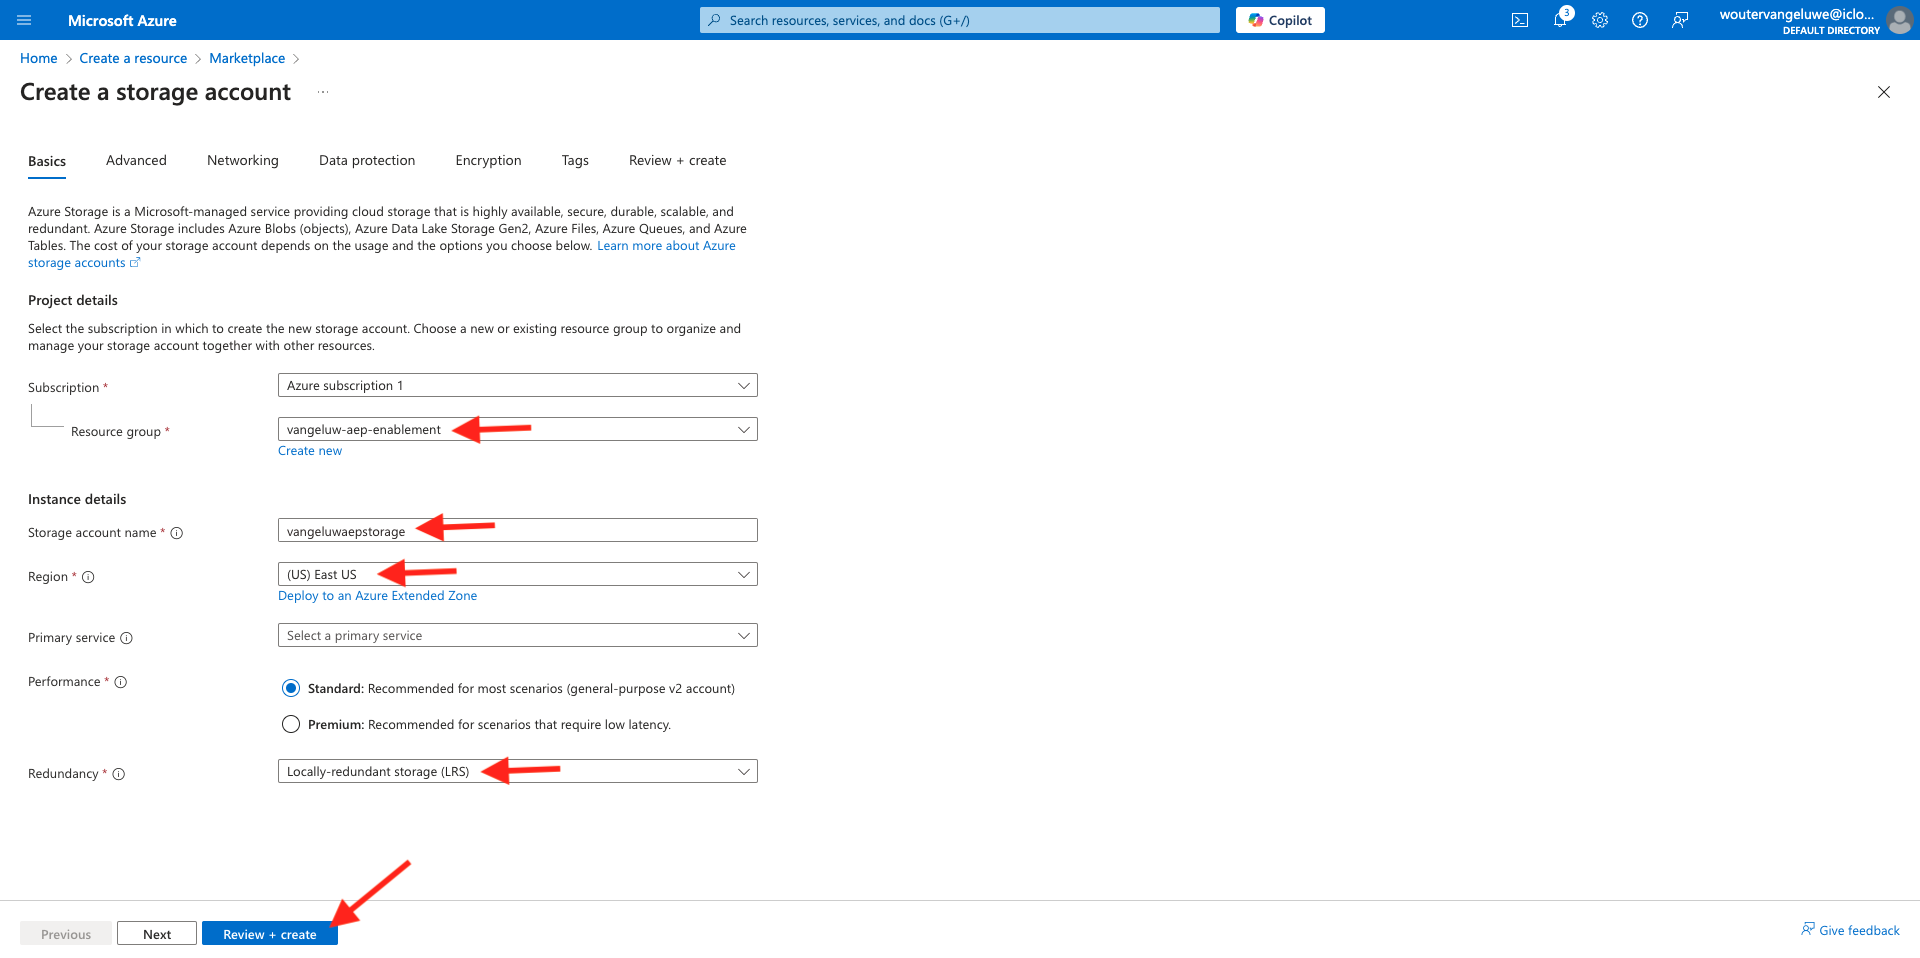 Microsoft Azure
Search resources, services, and docs (G+/)
Copilot
3
woutervangeluwe@iclo...
DEFAULT DIRECTORY
Home > Create a resource > Marketplace >
Create a storage account ...
Basics Advanced Networking Data protection Encryption Tags Review + create
Azure Storage is a Microsoft-managed service providing cloud storage that is highly available, secure, durable, scalable, and
redundant. Azure Storage includes Azure Blobs (objects), Azure Data Lake Storage Gen2, Azure Files, Azure Queues, and Azure
Tables. The cost of your storage account depends on the usage and the options you choose below. Learn more about Azure
storage accounts
Project details
Select the subscription in which to create the new storage account. Choose a new or existing resource group to organize and
manage your storage account together with other resources.
Subscription * Azure subscription 1
Resource group * vangeluw-aep-enablement
Create new
Instance details
Storage account name * vangeluwaepstorage
Region * (US) East US
Deploy to an Azure Extended Zone
Primary service Select a primary service
Performance * Standard: Recommended for most scenarios (general-purpose v2 account)
Premium: Recommended for scenarios that require low latency.
Redundancy * Locally-redundant storage (LRS)
Previous Next Review + create
Give feedback